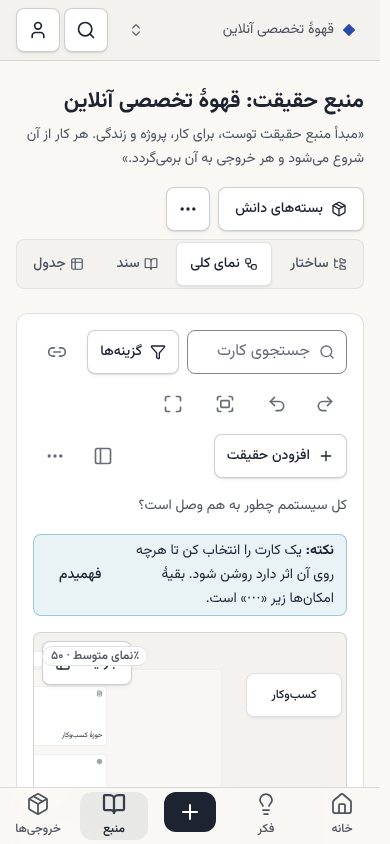 قهوهٔ تخصصی آنلاین
منبع حقیقت: قهوهٔ تخصصی آنلاین
«مبدأ منبع حقیقت توست، برای کار، پروژه و زندگی. هر کار از آن
شروع می‌شود و هر خروجی به آن برمی‌گردد.»
بسته‌های دانش
ساختار
نمای کلی
سند
جدول
جستجوی کارت
گزینه‌ها
افزودن حقیقت
کل سیستمم چطور به هم وصل است؟
نکته: یک کارت را انتخاب کن تا هرچه
روی آن اثر دارد روشن شود. بقیهٔ
امکان‌ها زیر «⋯» است.
فهمیدم
نمای متوسط · ۵۰٪
کسب‌وکار
حوزهٔ کسب‌وکار
خانه
فکر
منبع
خروجی‌ها